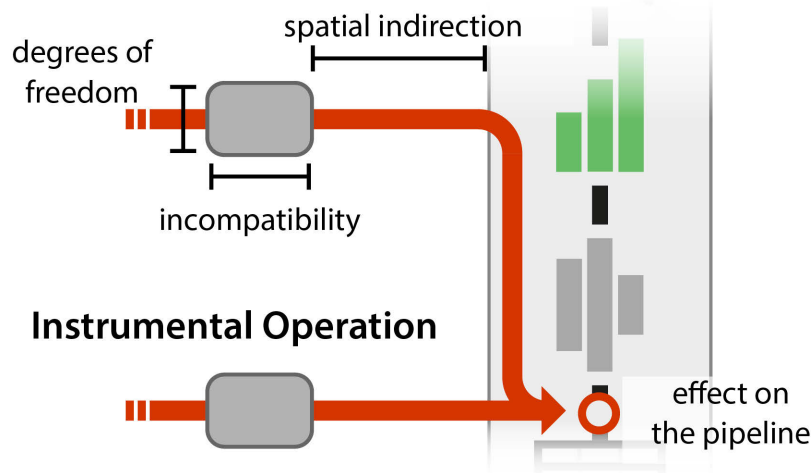 spatial indirection
degrees of
freedom
incompatibility
Instrumental Operation
effect on
the pipeline